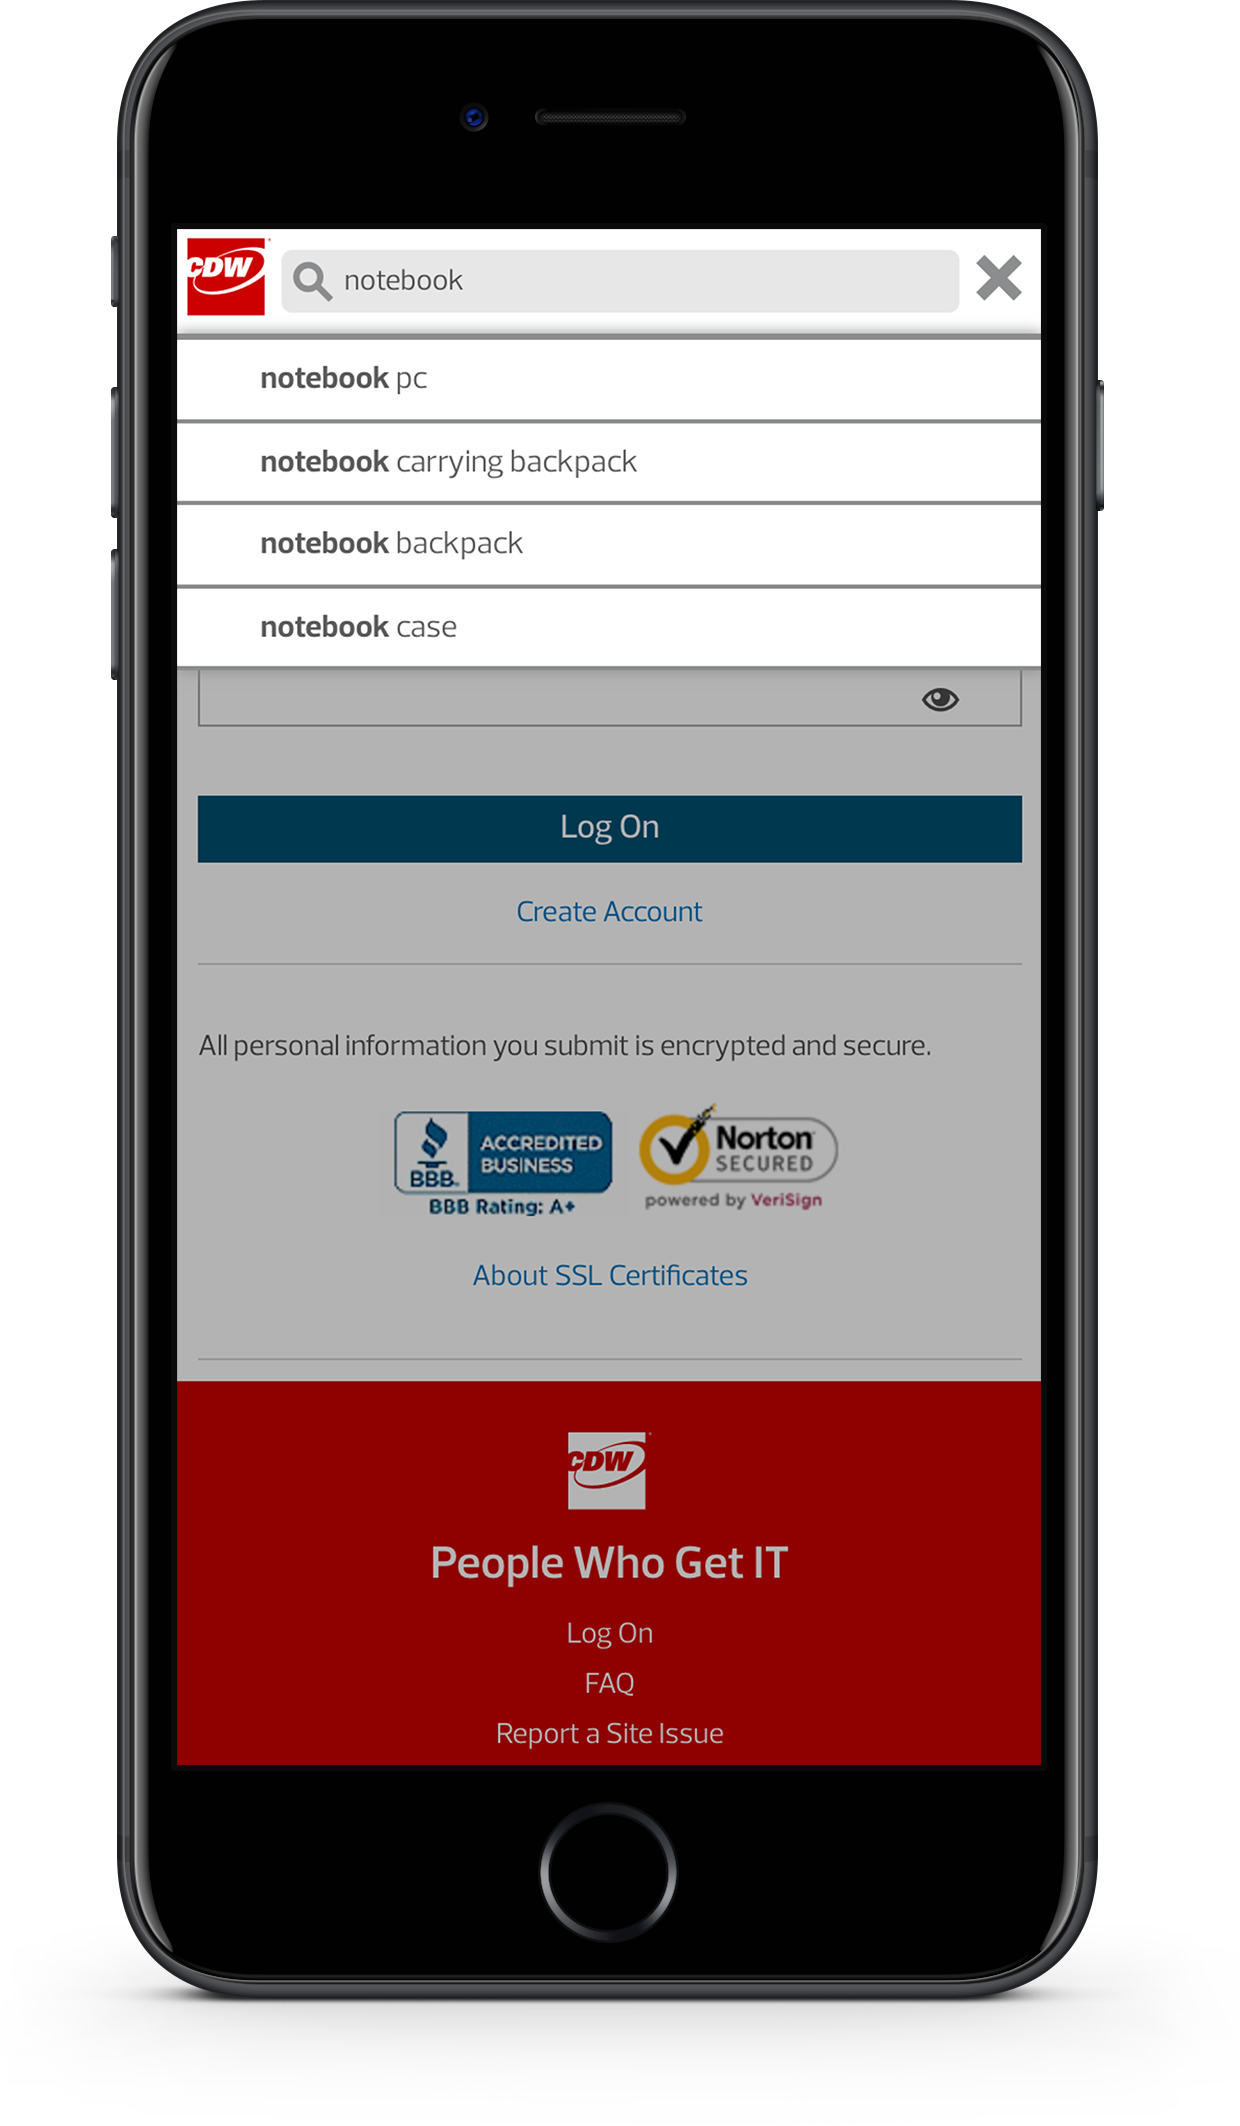 CDW
notebook
notebook pc
notebook carrying backpack
notebook backpack
notebook case
Log On
Create Account
All personal information you submit is encrypted and secure.
BBB.
ACCREDITED
BUSINESS
BBB Rating: A+
Norton
SECURED
powered by VeriSign
About SSL Certificates
CDW
People Who Get IT
Log On
FAQ
Report a Site Issue